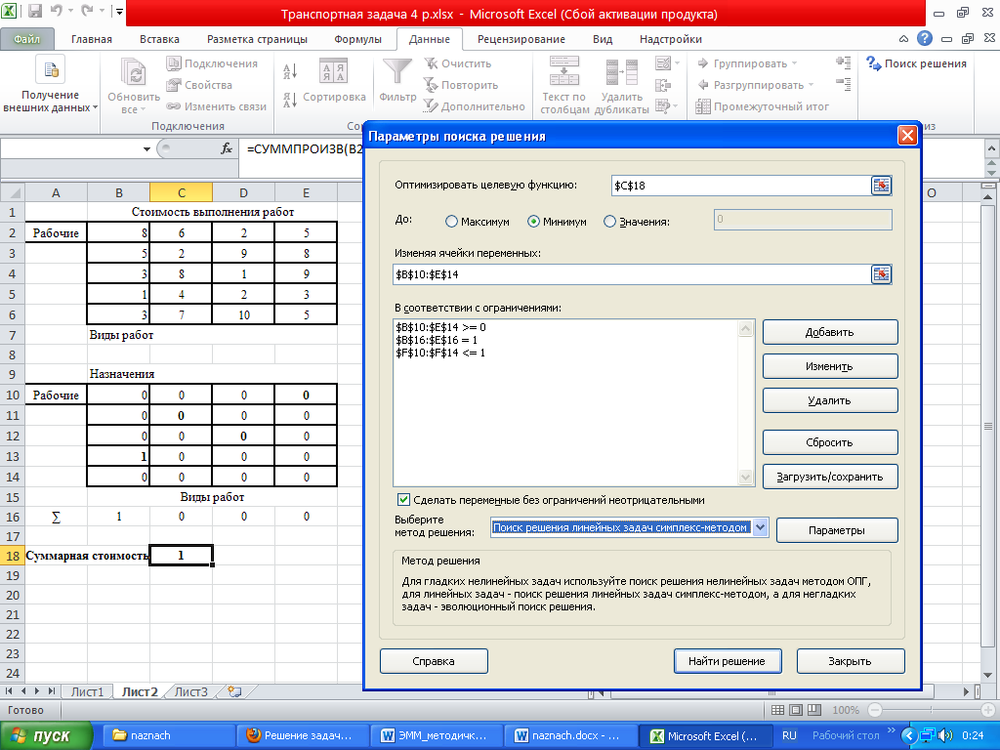 Транспортная задача 4 р.xlsx - Microsoft Excel (Сбой активации продукта)
Файл Главная Вставка Разметка страницы Формулы Данные Рецензирование Вид Надстройки
Получение внешних данных
Обновить все
Подключения
Свойства
Изменить связи
Подключения
Сортировка
Фильтр
Очистить
Повторить
Дополнительно
Текст по столбцам
Удалить дубликаты
Группировать
Разгруппировать
Промежуточный итог
Поиск решения
=СУММПРОИЗВ(B2
A B C D E O
1 Стоимость выполнения работ
2 Рабочие 8 6 2 5
3 5 2 9 8
4 3 8 1 9
5 1 4 2 3
6 3 7 10 5
7 Виды работ
8
9 Назначения
10 Рабочие 0 0 0 0
11 0 0 0 0
12 0 0 0 0
13 1 0 0 0
14 0 0 0 0
15 Виды работ
16 ∑ 1 0 0 0
17
18 Суммарная стоимость 1
19
20
21
22
23
24
Параметры поиска решения
Оптимизировать целевую функцию: $C$18
До: Максимум Минимум Значения: 0
Изменяя ячейки переменных:
$B$10:$E$14
В соответствии с ограничениями:
$B$10:$E$14 >= 0
$B$16:$E$16 = 1
$F$10:$F$14 <= 1
Добавить
Изменить
Удалить
Сбросить
Загрузить/сохранить
Сделать переменные без ограничений неотрицательными
Выберите
метод решения:
Поиск решения линейных задач симплекс-методом
Параметры
Метод решения
Для гладких нелинейных задач используйте поиск решения нелинейных задач методом ОПГ,
для линейных задач - поиск решения линейных задач симплекс-методом, а для негладких
задач - эволюционный поиск решения.
Справка Найти решение Закрыть
Лист1 Лист2 Лист3
Готово 100%
пуск naznach Решение задач... ЭММ_методичк... naznach.docx - ... Microsoft Excel (... RU Рабочий стол 0:24